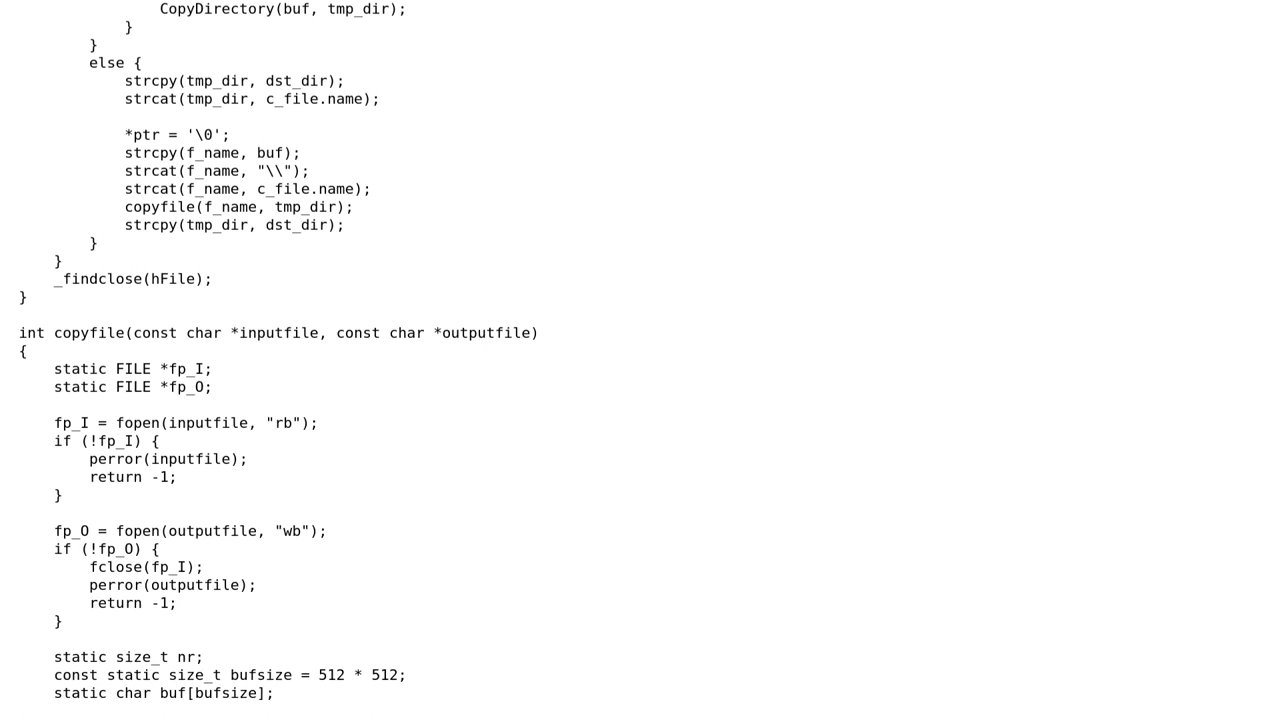 CopyDirectory(buf, tmp_dir);
            }
        }
        else {
            strcpy(tmp_dir, dst_dir);
            strcat(tmp_dir, c_file.name);

            *ptr = '\0';
            strcpy(f_name, buf);
            strcat(f_name, "\\");
            strcat(f_name, c_file.name);
            copyfile(f_name, tmp_dir);
            strcpy(tmp_dir, dst_dir);
        }
    }
    _findclose(hFile);
}

int copyfile(const char *inputfile, const char *outputfile)
{
    static FILE *fp_I;
    static FILE *fp_O;

    fp_I = fopen(inputfile, "rb");
    if (!fp_I) {
        perror(inputfile);
        return -1;
    }

    fp_O = fopen(outputfile, "wb");
    if (!fp_O) {
        fclose(fp_I);
        perror(outputfile);
        return -1;
    }

    static size_t nr;
    const static size_t bufsize = 512 * 512;
    static char buf[bufsize];